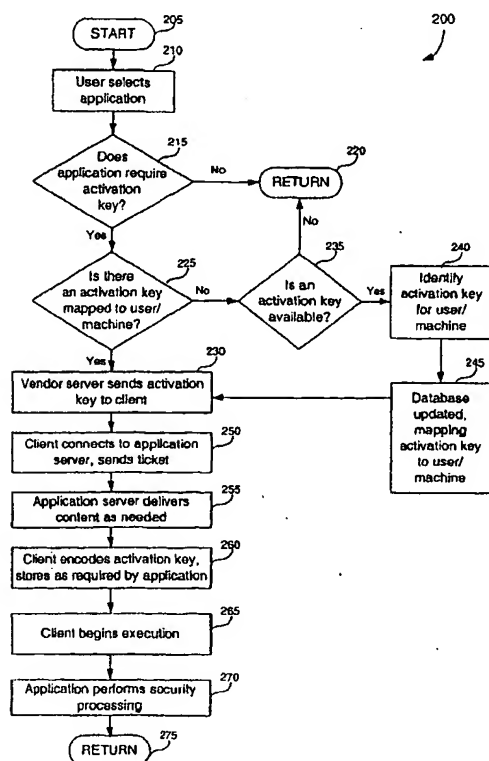 205
START
200
210
User selects
application
215
Does
application require
activation
key?
No
220
RETURN
Yes
No
225
Is there
an activation key
mapped to user/
machine?
No
235
Is an
activation key
available?
Yes
240
Identify
activation key
for user/
machine
Yes
230
Vendor server sends activation
key to client
245
Database
updated,
mapping
activation key
to user/
machine
250
Client connects to application
server, sends ticket
255
Application server delivers
content as needed
260
Client encodes activation key,
stores as required by application
265
Client begins execution
270
Application performs security
processing
RETURN
275